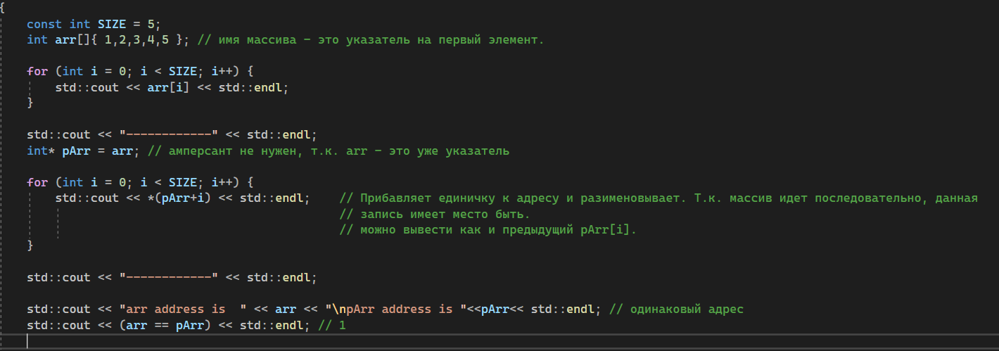 {
const int SIZE = 5;
int arr[]{ 1,2,3,4,5 }; // имя массива - это указатель на первый элемент.
for (int i = 0; i < SIZE; i++) {
std::cout << arr[i] << std::endl;
}
std::cout << "------------" << std::endl;
int* pArr = arr; // амперсант не нужен, т.к. arr - это уже указатель
for (int i = 0; i < SIZE; i++) {
std::cout << *(pArr+i) << std::endl; // Прибавляет единичку к адресу и разименовывает. Т.к. массив идет последовательно, данная
// запись имеет место быть.
// можно вывести как и предыдущий pArr[i].
}
std::cout << "------------" << std::endl;
std::cout << "arr address is  " << arr << "\npArr address is "<<pArr<< std::endl; // одинаковый адрес
std::cout << (arr == pArr) << std::endl; // 1